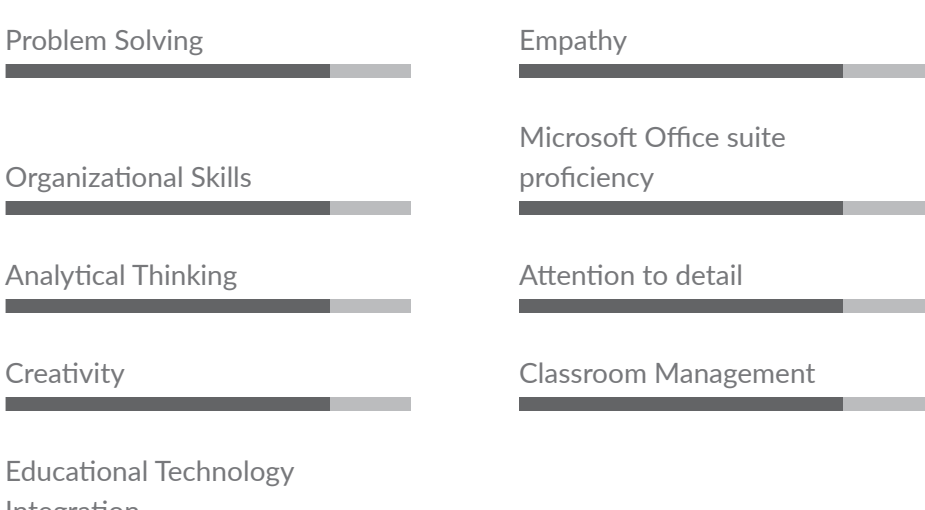 Problem Solving
Empathy
Microsoft Office suite
proficiency
Organizational Skills
Analytical Thinking
Attention to detail
Creativity
Classroom Management
Educational Technology
Integration